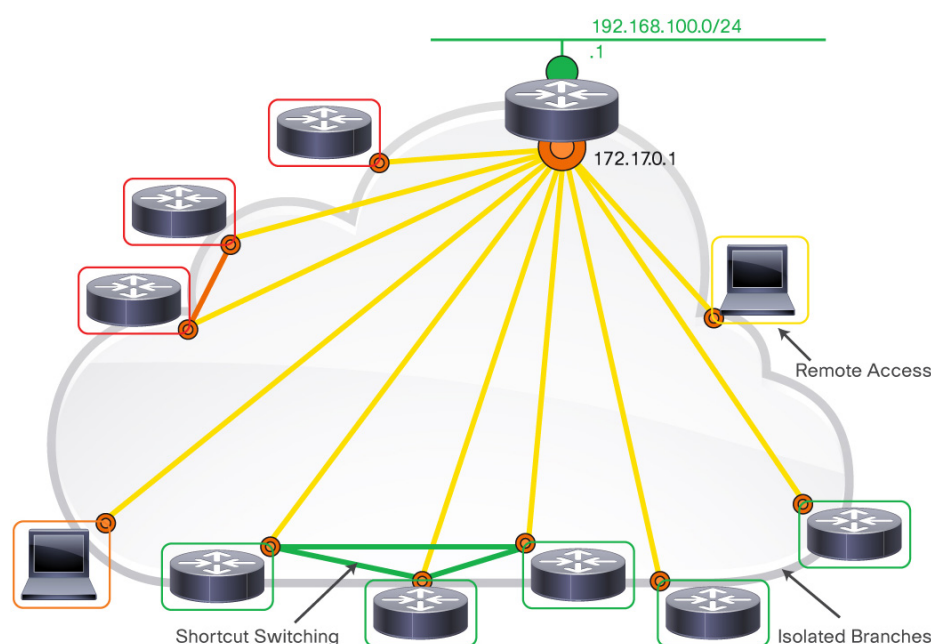 192.168.100.0/24
.1
172.17.0.1
Remote Access
Shortcut Switching
Isolated Branches